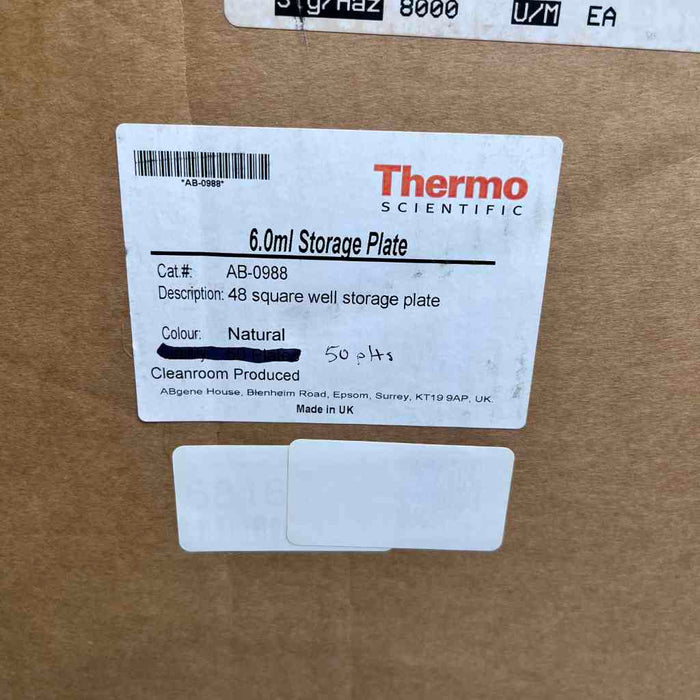 Stg/Haz 8000 U/M EA
*AB-0988*
Thermo
SCIENTIFIC
6.0ml Storage Plate
Cat.#: AB-0988
Description: 48 square well storage plate
Colour: Natural
50 plts
Cleanroom Produced
ABgene House, Blenheim Road, Epsom, Surrey, KT19 9AP, UK.
Made in UK